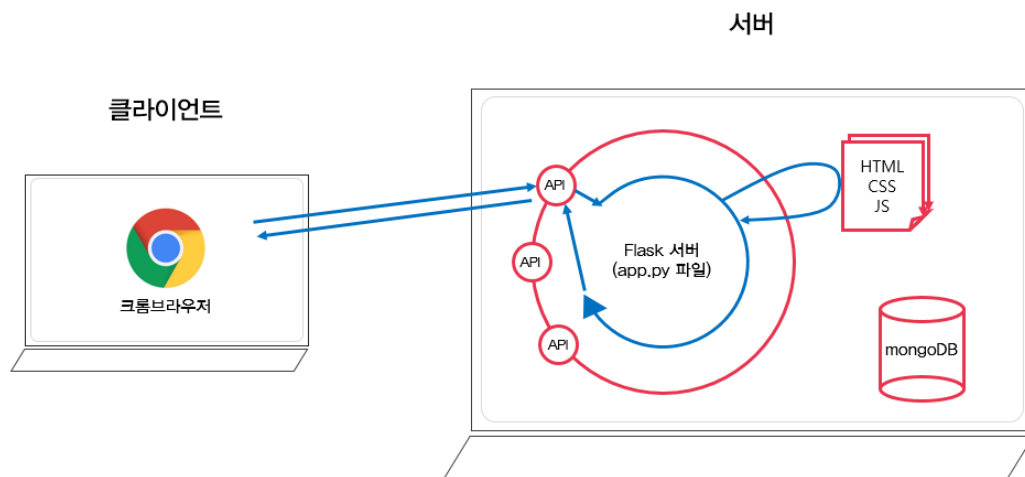 서버
클라이언트
크롬브라우저
API
API
API
Flask 서버
(app.py 파일)
HTML
CSS
JS
mongoDB